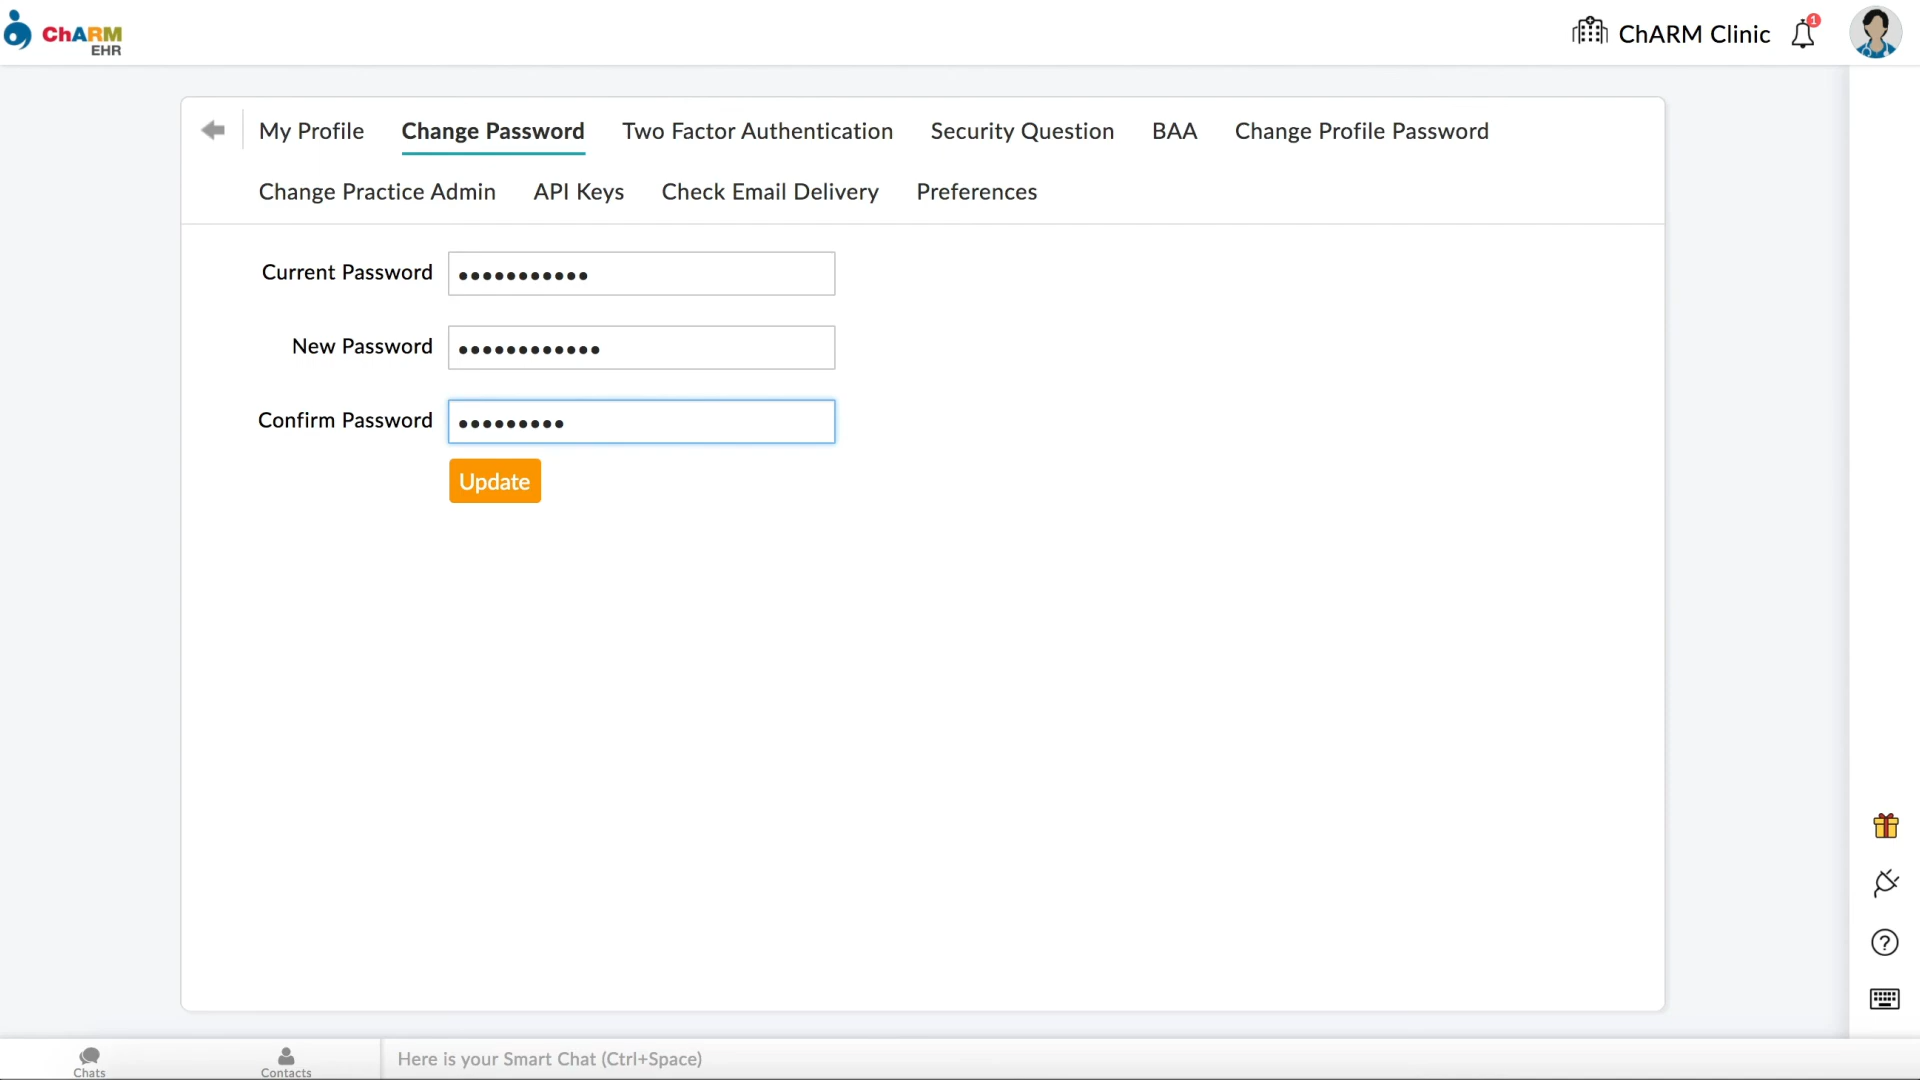 ChARM
EHR
ChARM Clinic
1
My Profile Change Password Two Factor Authentication Security Question BAA Change Profile Password
Change Practice Admin API Keys Check Email Delivery Preferences
Current Password ●●●●●●●●●●●
New Password ●●●●●●●●●●●●
Confirm Password ●●●●●●●●●
Update
?
Chats Contacts Here is your Smart Chat (Ctrl+Space)